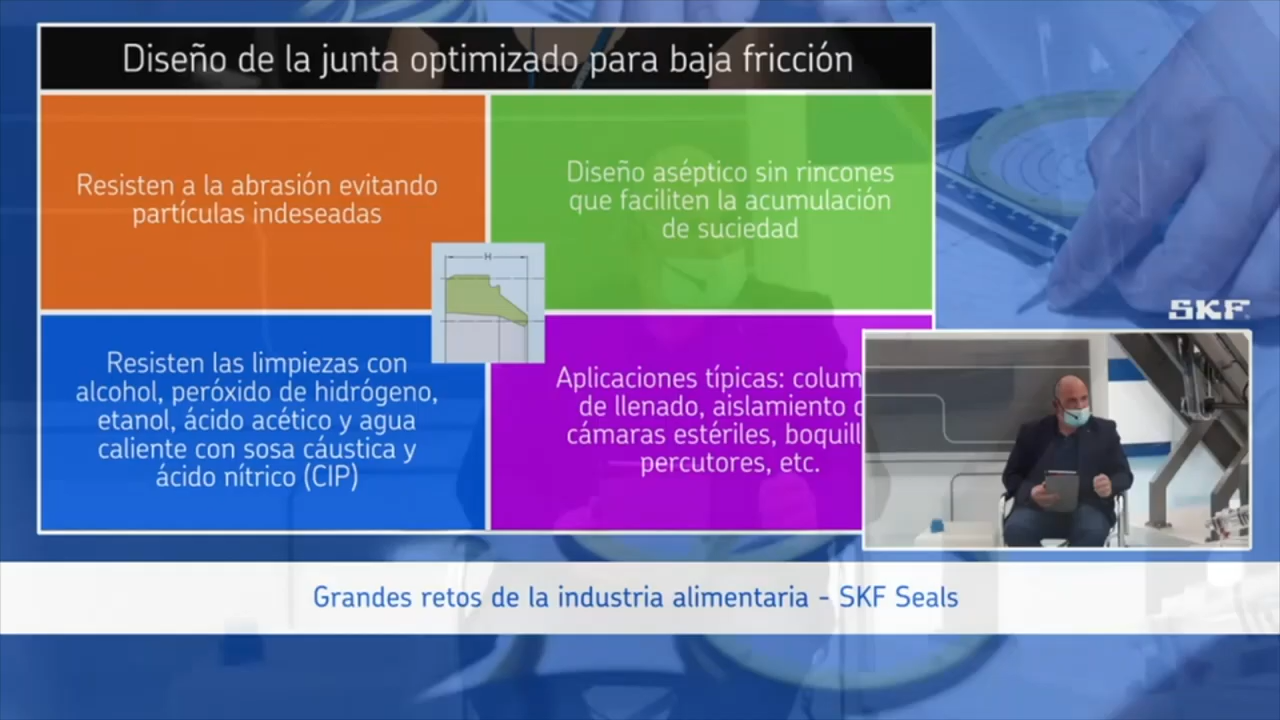 Diseño de la junta optimizado para baja fricción
Resisten a la abrasión evitando
partículas indeseadas
Diseño aséptico sin rincones
que faciliten la acumulación
de suciedad
H
Resisten las limpiezas con
alcohol, peróxido de hidrógeno,
etanol, ácido acético y agua
caliente con sosa cáustica y
ácido nítrico (CIP)
Aplicaciones típicas:
de llenado, aislamiento
cámaras estériles,
percutores, etc.
SKF
Grandes retos de la industria alimentaria - SKF Seals